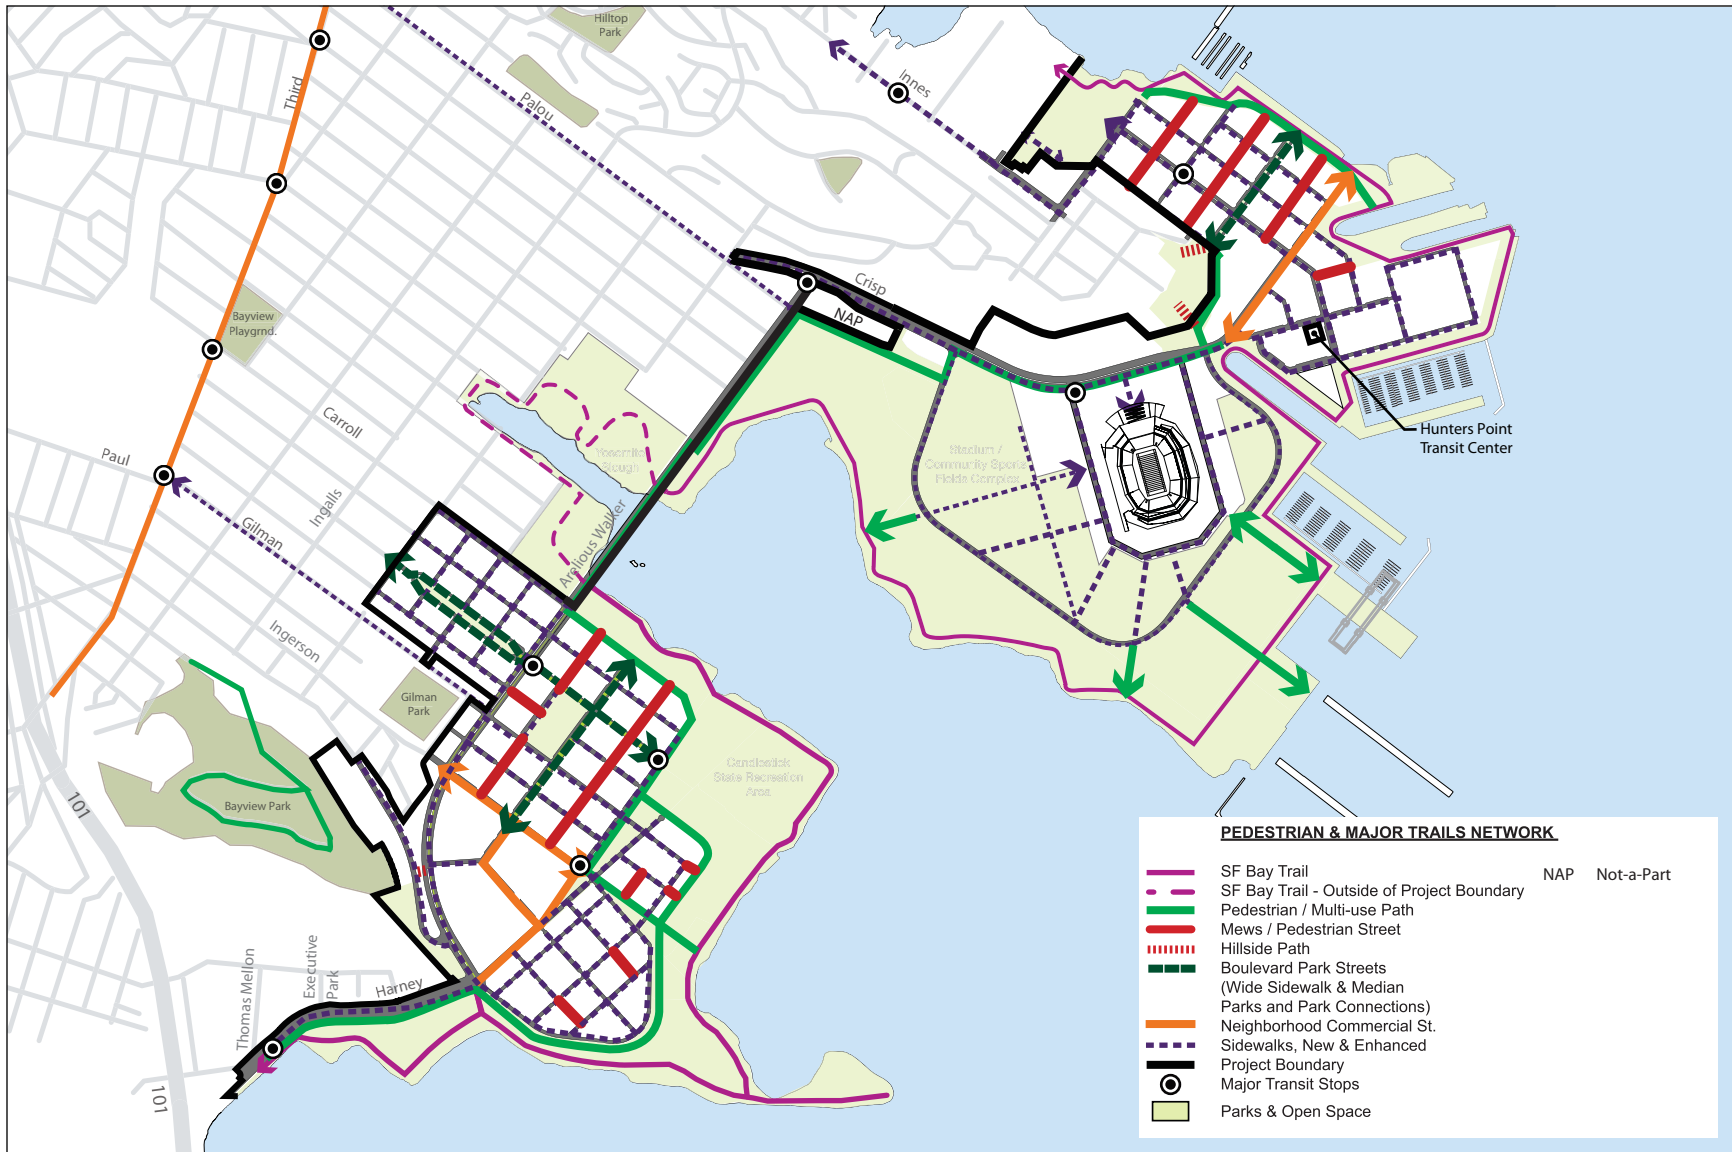 Hilltop
Park
Third
Palou
Innes
Crisp
NAP
Bayview
Playgrnd.
Carroll
Paul
Ingalls
Gilman
Yosemite
Slough
Stadium /
Community Sports
Fields Complex
Hunters Point
Transit Center
Arelious Walker
Ingerson
Gilman
Park
Candlestick
State Recreation
Area
Bayview Park
101
Thomas Mellon
Executive
Park
Harney
101
PEDESTRIAN & MAJOR TRAILS NETWORK
SF Bay Trail
NAP Not-a-Part
SF Bay Trail - Outside of Project Boundary
Pedestrian / Multi-use Path
Mews / Pedestrian Street
Hillside Path
Boulevard Park Streets
(Wide Sidewalk & Median
Parks and Park Connections)
Neighborhood Commercial St.
Sidewalks, New & Enhanced
Project Boundary
Major Transit Stops
Parks & Open Space